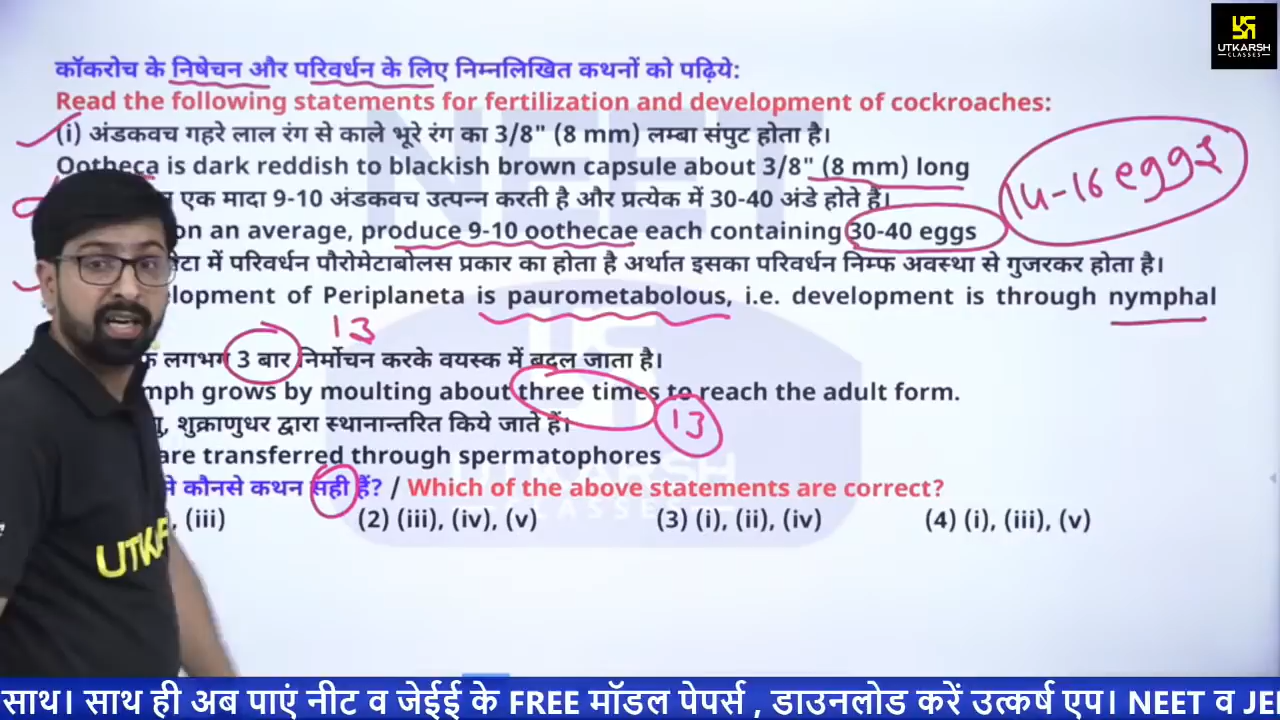 UTKARSH
CLASSES
कॉकरोच के निषेचन और परिवर्धन के लिए निम्नलिखित कथनों को पढ़िये:
Read the following statements for fertilization and development of cockroaches:
(i) अंडकवच गहरे लाल रंग से काले भूरे रंग का 3/8" (8 mm) लम्बा संपुट होता है।
Ootheca is dark reddish to blackish brown capsule about 3/8" (8 mm) long
14-16 eggs
एक मादा 9-10 अंडकवच उत्पन्न करती है और प्रत्येक में 30-40 अंडे होते है।
on an average, produce 9-10 oothecae each containing 30-40 eggs
में परिवर्धन पौरोमेटाबोलस प्रकार का होता है अर्थात इसका परिवर्धन निम्फ अवस्था से गुजरकर होता है।
lopment of Periplaneta is paurometabolous, i.e. development is through nymphal
13
लगभग 3 बार निर्मोचन करके वयस्क में बदल जाता है।
mph grows by moulting about three times to reach the adult form.
13
शुक्राणुधर द्वारा स्थानान्तरित किये जाते हैं।
are transferred through spermatophores
कौनसे कथन सही हैं? / Which of the above statements are correct?
, (iii) (2) (iii), (iv), (v) (3) (i), (ii), (iv) (4) (i), (iii), (v)
NEET
UTKARSH
CLASSES
UTKAR
साथ। साथ ही अब पाएं नीट व जेईई के FREE मॉडल पेपर्स , डाउनलोड करें उत्कर्ष एप। NEET व JE